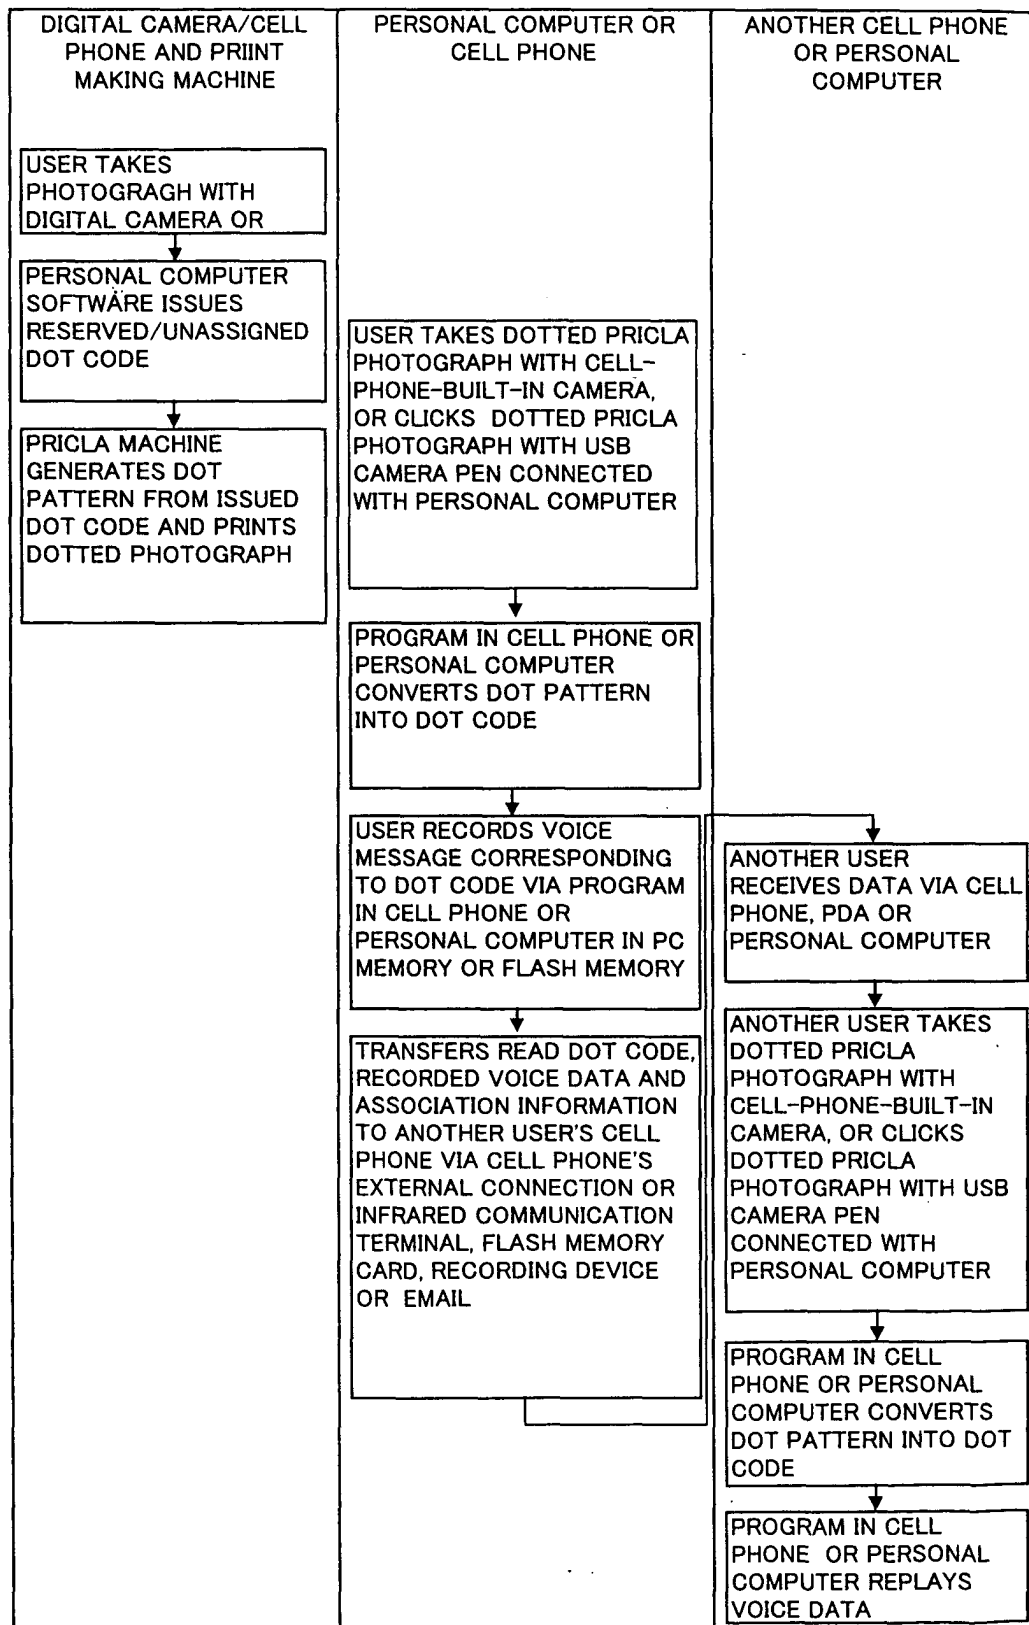 DIGITAL CAMERA/CELL
PHONE AND PRIINT
MAKING MACHINE
USER TAKES
PHOTOGRAGH WITH
DIGITAL CAMERA OR
PERSONAL COMPUTER
SOFTWARE ISSUES
RESERVED/UNASSIGNED
DOT CODE
PRICLA MACHINE
GENERATES DOT
PATTERN FROM ISSUED
DOT CODE AND PRINTS
DOTTED PHOTOGRAPH
PERSONAL COMPUTER OR
CELL PHONE
USER TAKES DOTTED PRICLA
PHOTOGRAPH WITH CELL-
PHONE-BUILT-IN CAMERA,
OR CLICKS DOTTED PRICLA
PHOTOGRAPH WITH USB
CAMERA PEN CONNECTED
WITH PERSONAL COMPUTER
PROGRAM IN CELL PHONE OR
PERSONAL COMPUTER
CONVERTS DOT PATTERN
INTO DOT CODE
USER RECORDS VOICE
MESSAGE CORRESPONDING
TO DOT CODE VIA PROGRAM
IN CELL PHONE OR
PERSONAL COMPUTER IN PC
MEMORY OR FLASH MEMORY
TRANSFERS READ DOT CODE,
RECORDED VOICE DATA AND
ASSOCIATION INFORMATION
TO ANOTHER USER'S CELL
PHONE VIA CELL PHONE'S
EXTERNAL CONNECTION OR
INFRARED COMMUNICATION
TERMINAL, FLASH MEMORY
CARD, RECORDING DEVICE
OR EMAIL
ANOTHER CELL PHONE
OR PERSONAL
COMPUTER
ANOTHER USER
RECEIVES DATA VIA CELL
PHONE, PDA OR
PERSONAL COMPUTER
ANOTHER USER TAKES
DOTTED PRICLA
PHOTOGRAPH WITH
CELL-PHONE-BUILT-IN
CAMERA, OR CLICKS
DOTTED PRICLA
PHOTOGRAPH WITH USB
CAMERA PEN
CONNECTED WITH
PERSONAL COMPUTER
PROGRAM IN CELL
PHONE OR PERSONAL
COMPUTER CONVERTS
DOT PATTERN INTO DOT
CODE
PROGRAM IN CELL
PHONE OR PERSONAL
COMPUTER REPLAYS
VOICE DATA